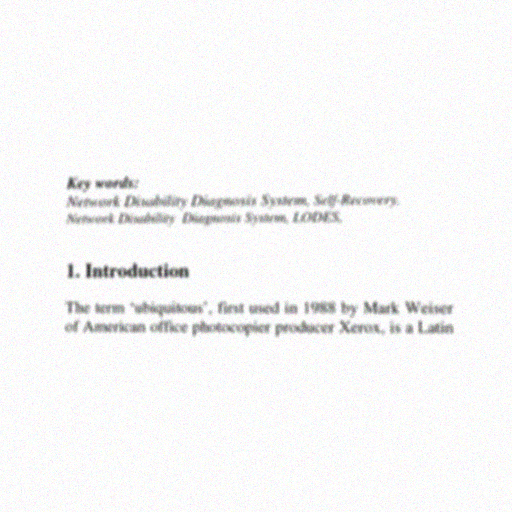 Key words:
Network Disability Diagnosis System, Self-Recovery.
Network Disability Diagnosis System, LODES,
1. Introduction
The term 'ubiquitous', first used in 1988 by Mark Weiser
of American office photocopier producer Xerox, is a Latin